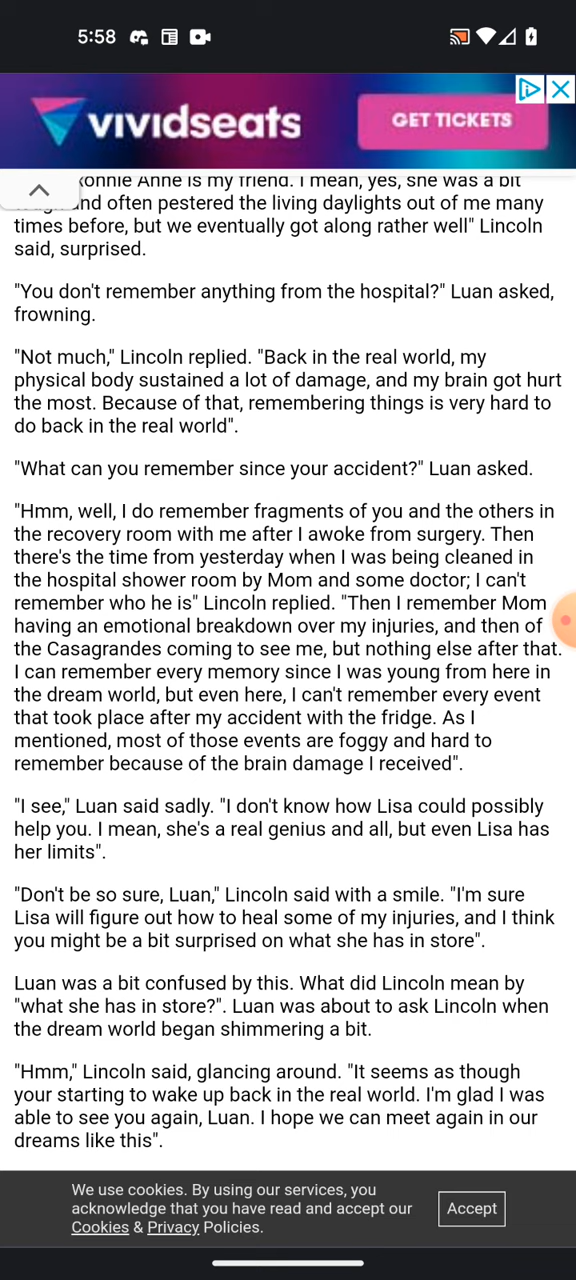 5:58
vividseats
GET TICKETS
Ronnie Anne is my friend. I mean, yes, she was a bit
and often pestered the living daylights out of me many
times before, but we eventually got along rather well" Lincoln
said, surprised.
"You don't remember anything from the hospital?" Luan asked,
frowning.
"Not much," Lincoln replied. "Back in the real world, my
physical body sustained a lot of damage, and my brain got hurt
the most. Because of that, remembering things is very hard to
do back in the real world".
"What can you remember since your accident?" Luan asked.
"Hmm, well, I do remember fragments of you and the others in
the recovery room with me after I awoke from surgery. Then
there's the time from yesterday when I was being cleaned in
the hospital shower room by Mom and some doctor; I can't
remember who he is" Lincoln replied. "Then I remember Mom
having an emotional breakdown over my injuries, and then of
the Casagrandes coming to see me, but nothing else after that.
I can remember every memory since I was young from here in
the dream world, but even here, I can't remember every event
that took place after my accident with the fridge. As I
mentioned, most of those events are foggy and hard to
remember because of the brain damage I received".
"I see," Luan said sadly. "I don't know how Lisa could possibly
help you. I mean, she's a real genius and all, but even Lisa has
her limits".
"Don't be so sure, Luan," Lincoln said with a smile. "I'm sure
Lisa will figure out how to heal some of my injuries, and I think
you might be a bit surprised on what she has in store".
Luan was a bit confused by this. What did Lincoln mean by
"what she has in store?". Luan was about to ask Lincoln when
the dream world began shimmering a bit.
"Hmm," Lincoln said, glancing around. "It seems as though
your starting to wake up back in the real world. I'm glad I was
able to see you again, Luan. I hope we can meet again in our
dreams like this".
We use cookies. By using our services, you
acknowledge that you have read and accept our
Cookies & Privacy Policies.
Accept